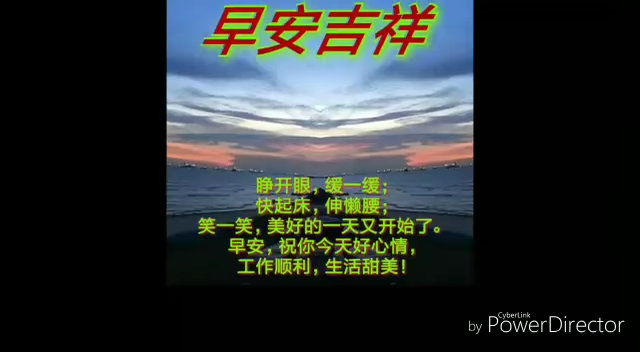 早安吉祥
睁开眼，缓一缓；
快起床，伸懒腰；
笑一笑，美好的一天又开始了。
早安，祝你今天好心情，
工作顺利，生活甜美！
CyberLink
by PowerDirector